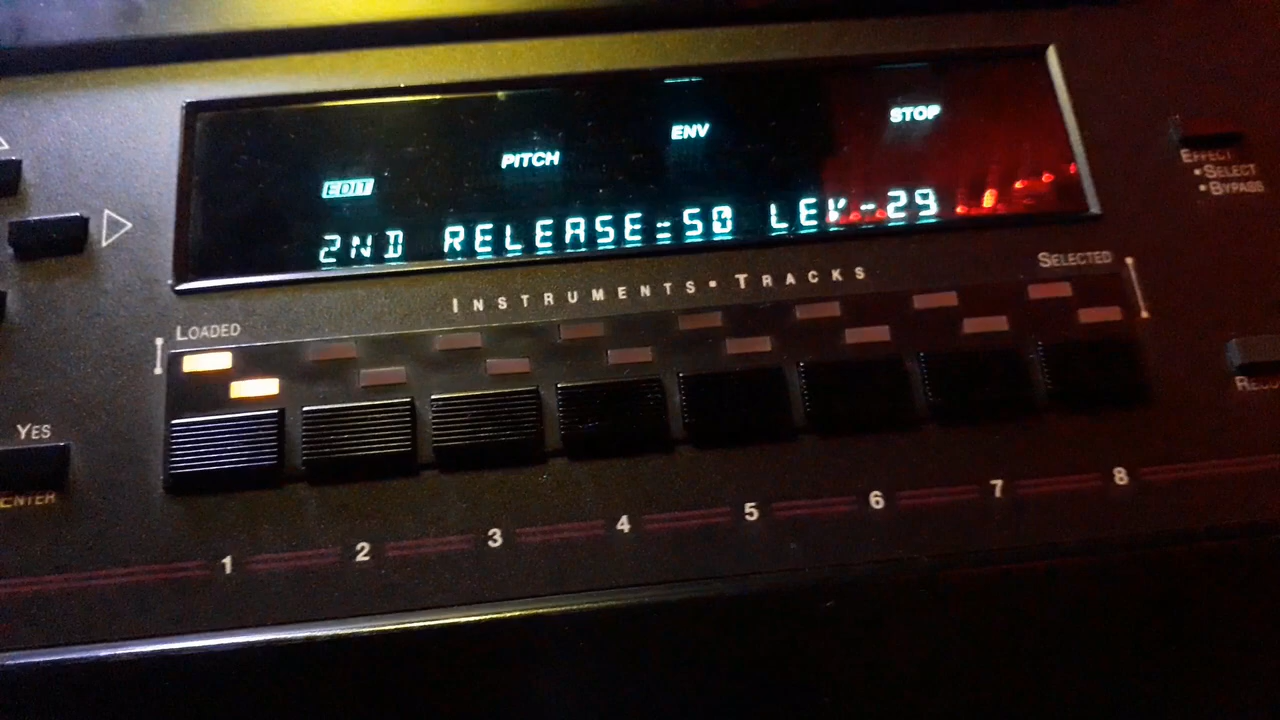 STOP
ENV
PITCH
EDIT
2ND RELEASE=50 LEV-29
EFFECT
•SELECT
•BYPASS
INSTRUMENTS•TRACKS
SELECTED
LOADED
YES
ENTER
1 2 3 4 5 6 7 8